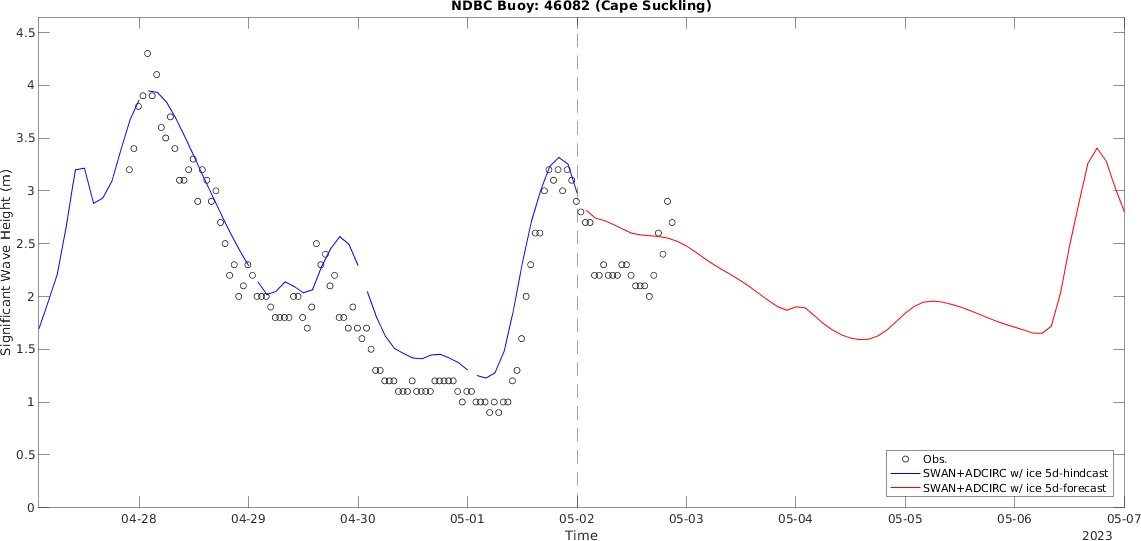 NDBC Buoy: 46082 (Cape Suckling)
4.5
4
3.5
3
2.5
2
1.5
1
0.5
0
Significant Wave Height (m)
04-28 04-29 04-30 05-01 05-02 05-03 05-04 05-05 05-06 05-07
Time
2023
Obs.
SWAN+ADCIRC w/ ice 5d-hindcast
SWAN+ADCIRC w/ ice 5d-forecast